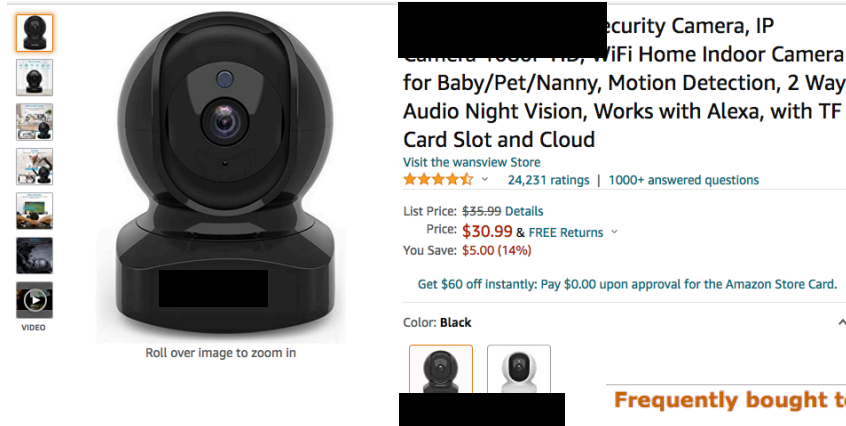 ecurity Camera, IP
WiFi Home Indoor Camera
for Baby/Pet/Nanny, Motion Detection, 2 Way
Audio Night Vision, Works with Alexa, with TF
Card Slot and Cloud
Visit the wansview Store
24,231 ratings | 1000+ answered questions
List Price: $35.99 Details
Price: $30.99 & FREE Returns
You Save: $5.00 (14%)
Get $60 off instantly: Pay $0.00 upon approval for the Amazon Store Card.
Color: Black
Frequently bought t
VIDEO
Roll over image to zoom in